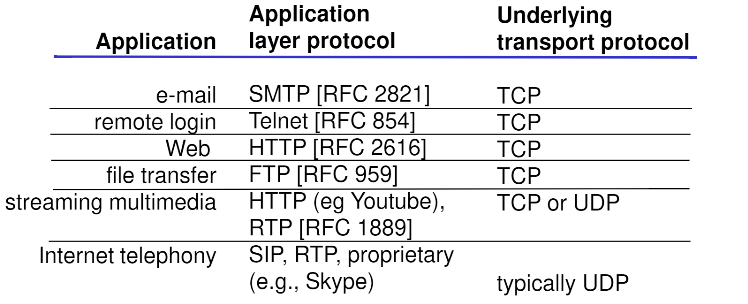 Application Application layer protocol Underlying transport protocol
e-mail SMTP [RFC 2821] TCP
remote login Telnet [RFC 854] TCP
Web HTTP [RFC 2616] TCP
file transfer FTP [RFC 959] TCP
streaming multimedia HTTP (eg Youtube), TCP or UDP
RTP [RFC 1889]
Internet telephony SIP, RTP, proprietary
(e.g., Skype) typically UDP